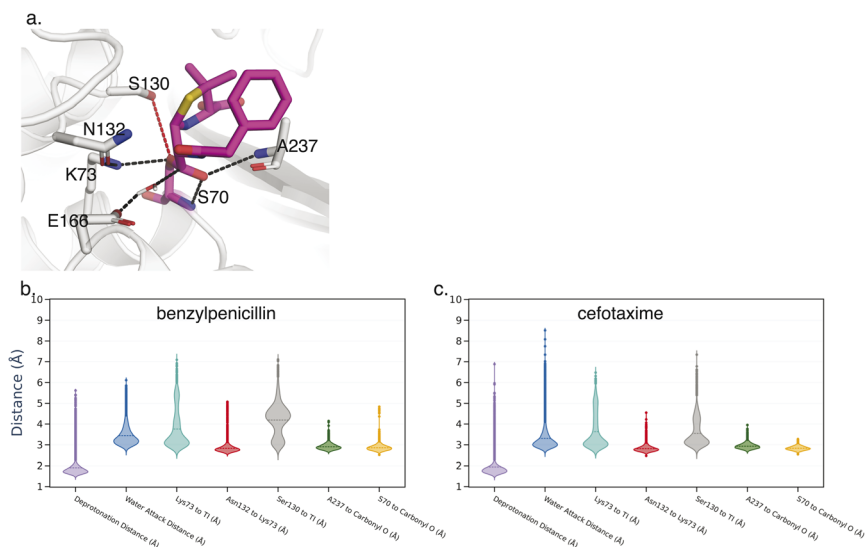 a.
S130
N132
A237
K73
S70
E166
b.
c.
benzylpenicillin
cefotaxime
Distance (Å)
10
9
8
7
6
5
4
3
2
1
Deprotonation Distance (Å)
Water Attack Distance (Å)
Lys73 to Ti (Å)
Asn132 to Lys73 (Å)
Ser130 to Ti (Å)
A237 to Carbonyl O (Å)
S70 to Carbonyl O (Å)
10
9
8
7
6
5
4
3
2
1
Deprotonation Distance (Å)
Water Attack Distance (Å)
Lys73 to Ti (Å)
Asn132 to Lys73 (Å)
Ser130 to Ti (Å)
A237 to Carbonyl O (Å)
S70 to Carbonyl O (Å)